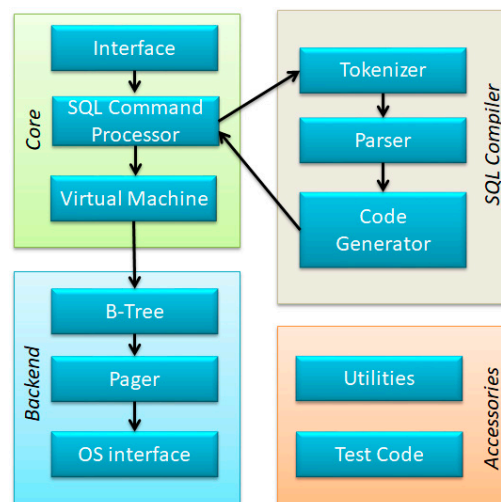 Core
Interface
SQL Command
Processor
Virtual Machine
SQL Compiler
Tokenizer
Parser
Code
Generator
Backend
B-Tree
Pager
OS interface
Accessories
Utilities
Test Code